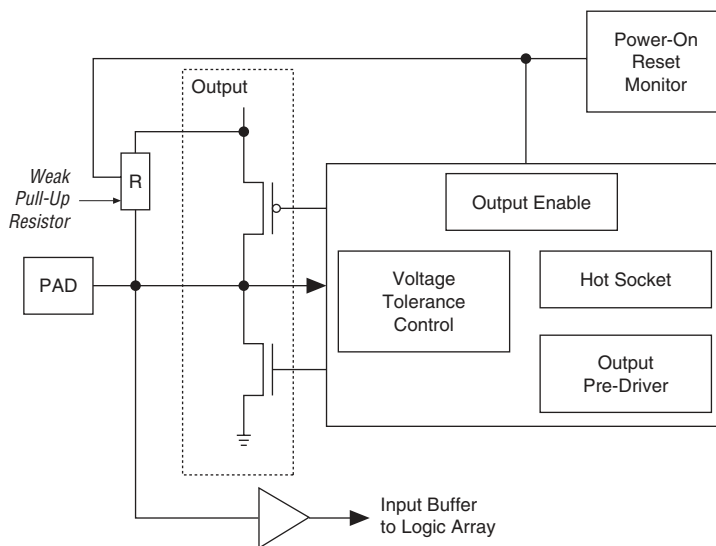 Power-On
Reset
Monitor
Output
Weak
Pull-Up
Resistor
R
Output Enable
PAD
Voltage
Tolerance
Control
Hot Socket
Output
Pre-Driver
Input Buffer
to Logic Array